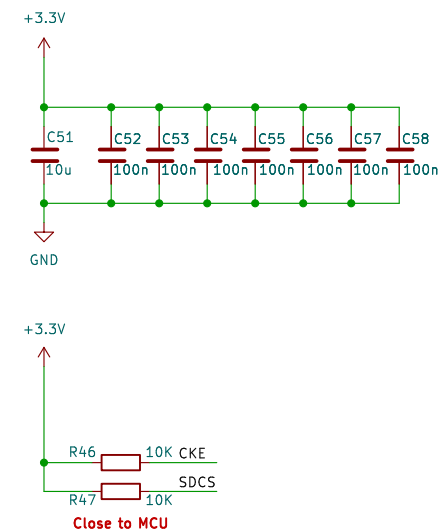 +3.3V
C51 C52 C53 C54 C55 C56 C57 C58
10u 100n 100n 100n 100n 100n 100n 100n
GND
+3.3V
R46 10K CKE
SDCS
R47 10K
Close to MCU